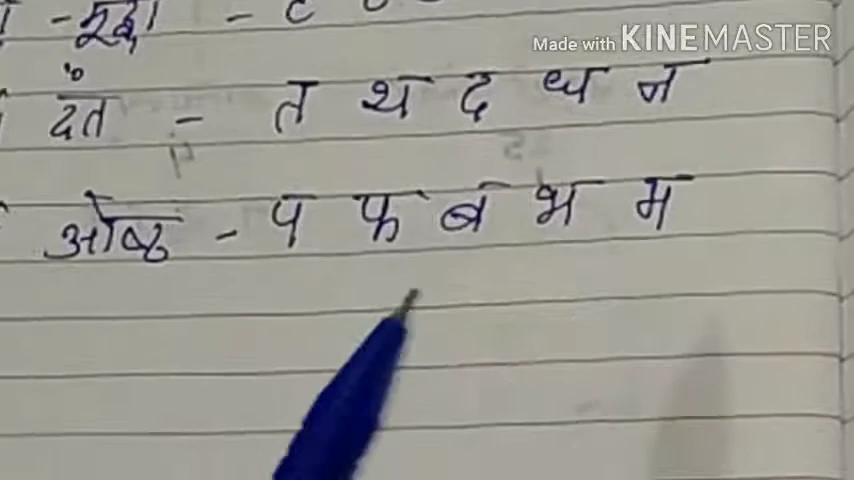 Made with KINEMASTER
दंत - त थ द ध न
ओष्ठ - प फ ब भ म